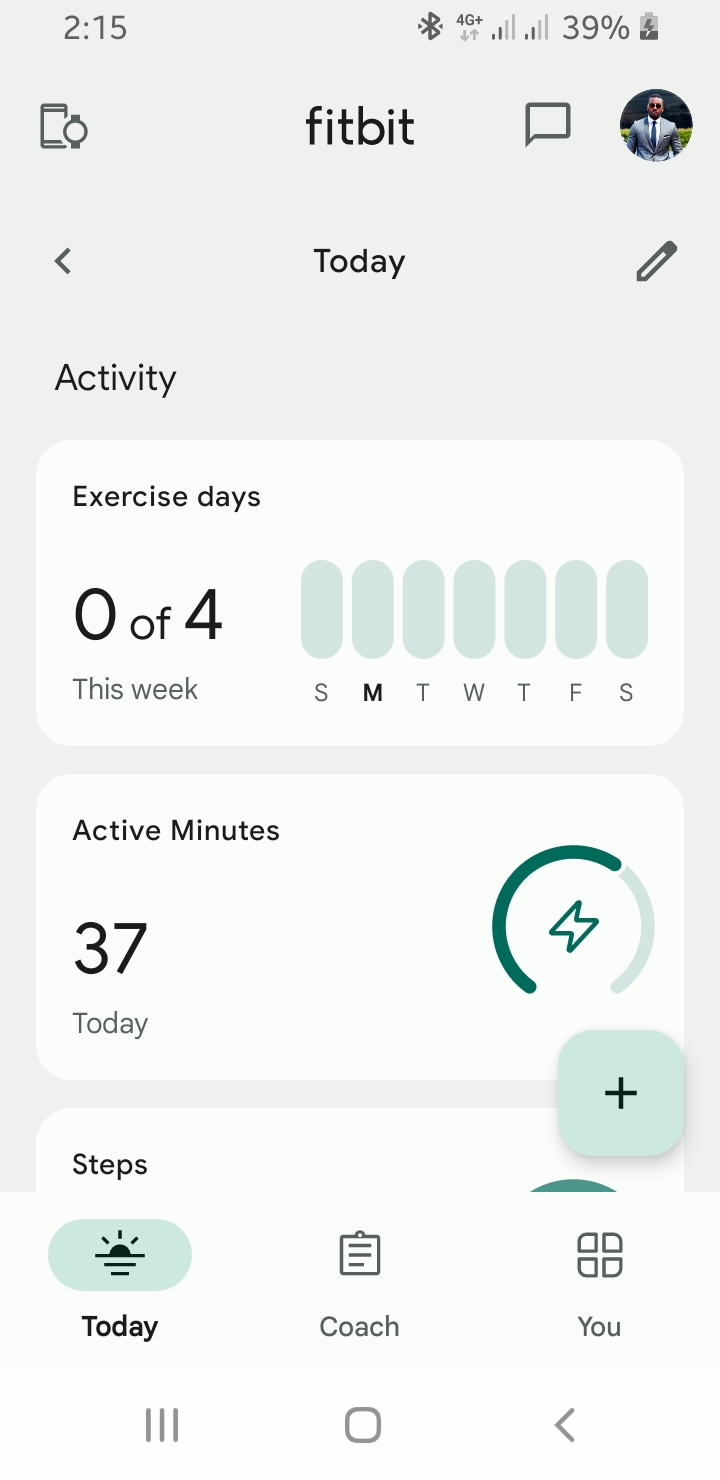 2:15 4G+ 39%
fitbit
Today
Activity
Exercise days
0 of 4
This week
S M T W T F S
Active Minutes
37
Today
+
Steps
Today Coach You